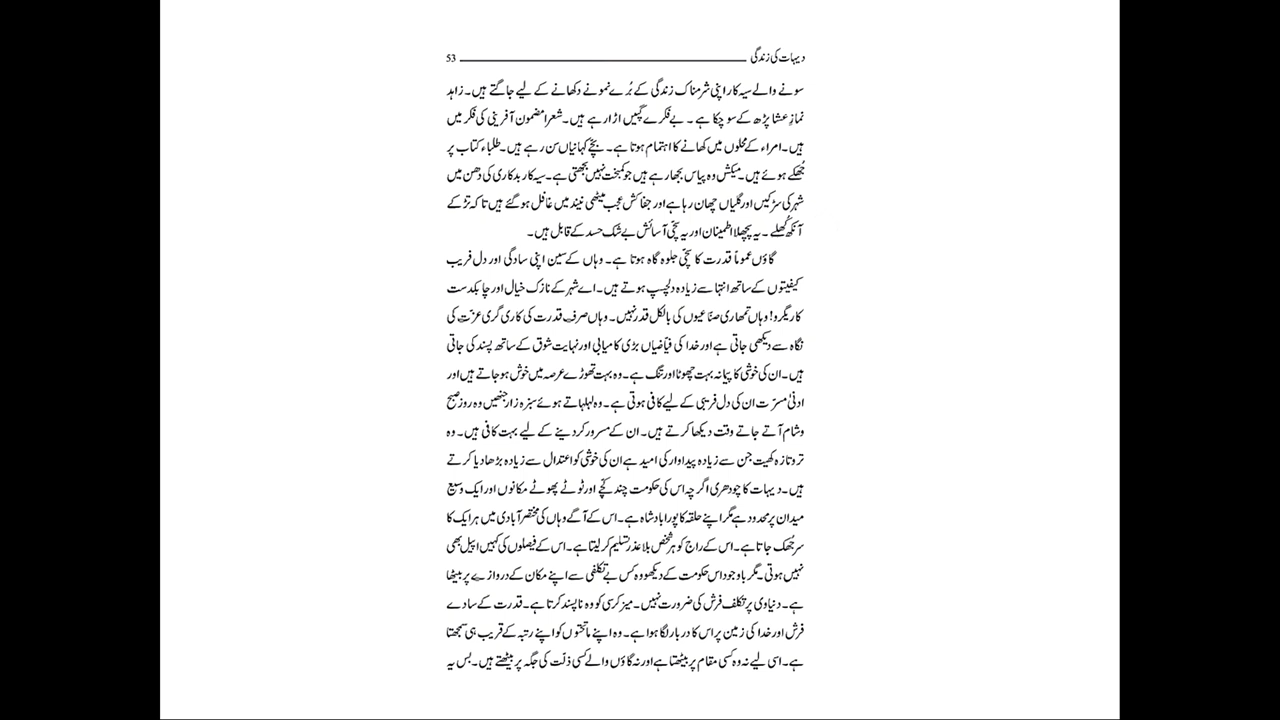 دیہات کی زندگی 53
سونے والے سیہ کار اپنی شرمناک زندگی کے بُرے نمونے دکھانے کے لیے جاگتے ہیں۔ زاہد
نمازِ عشا پڑھ کے سو چکا ہے ۔ بے فکرے گپیں اڑا رہے ہیں۔ شعرا مضمون آفرینی کی فکر میں
ہیں۔ امراء کے محلوں میں کھانے کا اہتمام ہوتا ہے۔ بچّے کہانیاں سن رہے ہیں۔ طلباء کتاب پر
جُھکے ہوئے ہیں۔ میکش وہ پیاس بجھا رہے ہیں جو کمبخت نہیں بجھتی ہے۔ سیہ کار بدکاری کی دُھن میں
شہر کی سڑکیں اور گلیاں چھان رہا ہے اور جفاکش عجب میٹھی نیند میں غافل ہو گئے ہیں تاکہ تڑکے
آنکھ کُھلے ۔ یہ پچھلا اطمینان اور یہ سچّی آسائش بے شک حسد کے قابل ہیں۔
گاؤں عموماً قدرت کا سچّی جلوہ گاہ ہوتا ہے۔ وہاں کے سین اپنی سادگی اور دل فریب
کیفیتوں کے ساتھ انتہا سے زیادہ دلچسپ ہوتے ہیں۔ اے شہر کے نازک خیال اور چابکدست
کاریگرو! وہاں تمھاری صنّاعیوں کی بالکل قدر نہیں۔ وہاں صرف قدرت کی کاری گری عزّت کی
نگاہ سے دیکھی جاتی ہے اور خدا کی فیّاضیاں بڑی کامیابی اور نہایت شوق کے ساتھ پسند کی جاتی
ہیں۔ ان کی خوشی کا پیمانہ بہت چھوٹا اور تنگ ہے۔ وہ بہت تھوڑے عرصہ میں خوش ہو جاتے ہیں اور
ادنیٰ مسرّت ان کی دل فریبی کے لیے کافی ہوتی ہے۔ وہ لہلہاتے ہوئے سبزہ زار جنھیں وہ روز صبح
و شام آتے جاتے وقت دیکھا کرتے ہیں۔ ان کے مسرور کر دینے کے لیے بہت کافی ہیں۔ وہ
تر و تازہ کھیت جن سے زیادہ پیداوار کی امید ہے ان کی خوشی کو اعتدال سے زیادہ بڑھا دیا کرتے
ہیں۔ دیہات کا چودھری اگرچہ اس کی حکومت چند کچّے اور ٹوٹے پھوٹے مکانوں اور ایک وسیع
میدان پر محدود ہے مگر اپنے حلقہ کا پورا بادشاہ ہے۔ اس کے آگے وہاں کی مختصر آبادی میں ہر ایک کا
سر جُھک جاتا ہے۔ اس کے راج کو ہر شخص بلا عذر تسلیم کر لیتا ہے۔ اس کے فیصلوں کی کہیں اپیل بھی
نہیں ہوتی۔ مگر باوجود اس حکومت کے دیکھو وہ کس بے تکلفی سے اپنے مکان کے دروازے پر بیٹھا
ہے۔ دنیاوی پر تکلف فرش کی ضرورت نہیں۔ میز کرسی کو وہ ناپسند کرتا ہے۔ قدرت کے سادے
فرش اور خدا کی زمین پر اس کا دربار لگا ہوا ہے۔ وہ اپنے ماتحتوں کو اپنے رتبہ کے قریب ہی سمجھتا
ہے۔ اسی لیے نہ وہ کسی مقام پر بیٹھتا ہے اور نہ گاؤں والے کسی ذلّت کی جگہ پر بیٹھتے ہیں۔ بس یہ